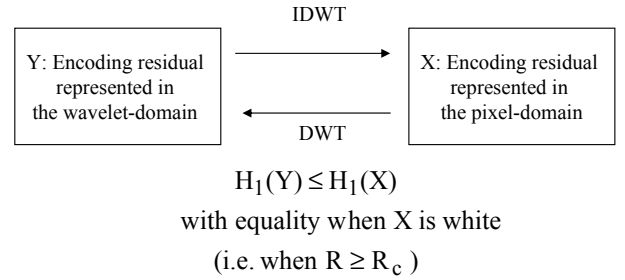 IDWT
Y: Encoding residual
represented in
the wavelet-domain
X: Encoding residual
represented in
the pixel-domain
DWT
H₁(Y) ≤ H₁(X)
with equality when X is white
(i.e. when R ≥ R_c )